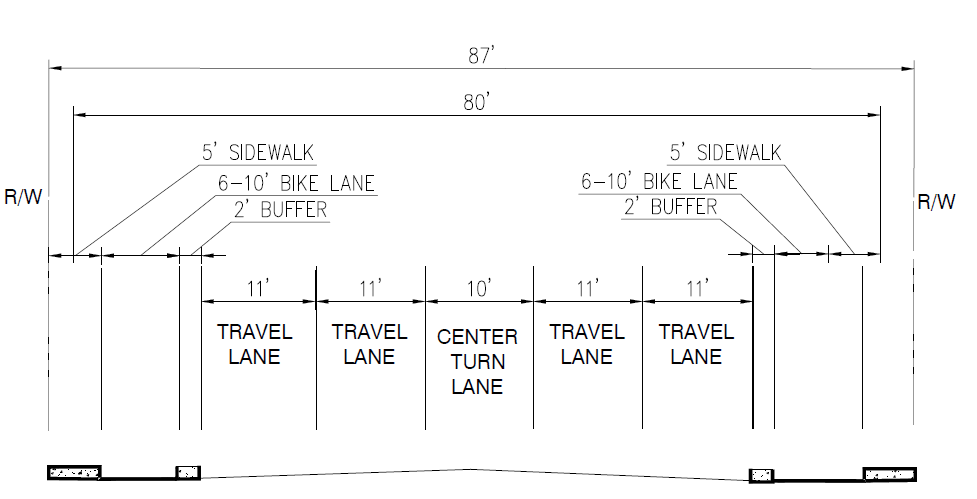 87'
80'
5' SIDEWALK
5' SIDEWALK
6-10' BIKE LANE
6-10' BIKE LANE
R/W
2' BUFFER
2' BUFFER
R/W
11'
11'
10'
11'
11'
TRAVEL
LANE
TRAVEL
LANE
CENTER
TURN
LANE
TRAVEL
LANE
TRAVEL
LANE